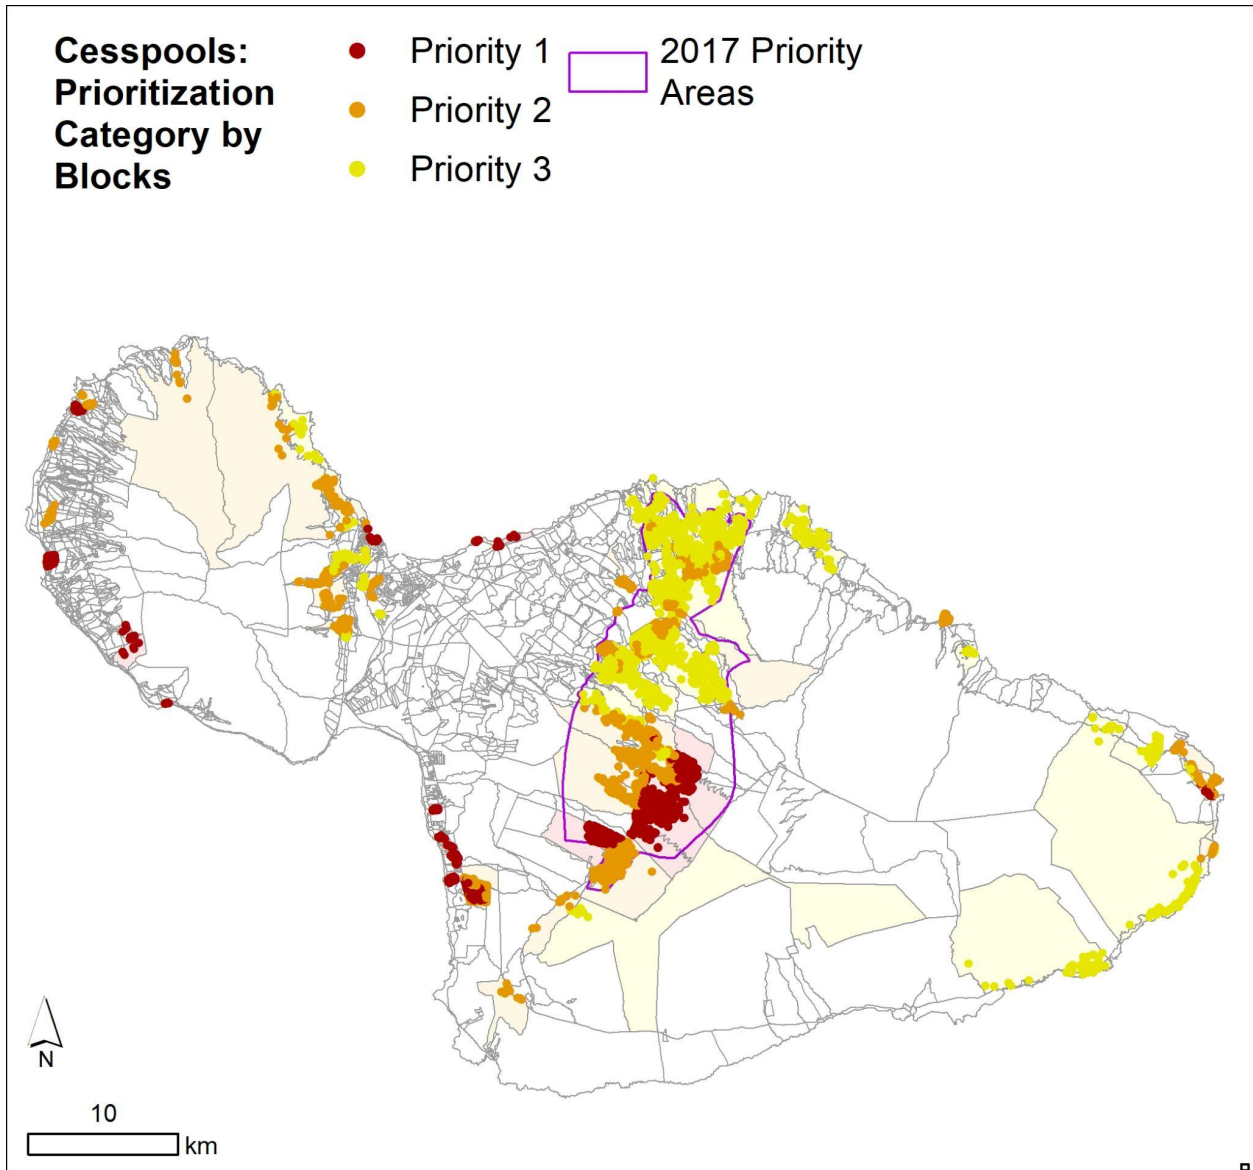 Cesspools:
Prioritization
Category by
Blocks
Priority 1
Priority 2
Priority 3
2017 Priority
Areas
N
10
km